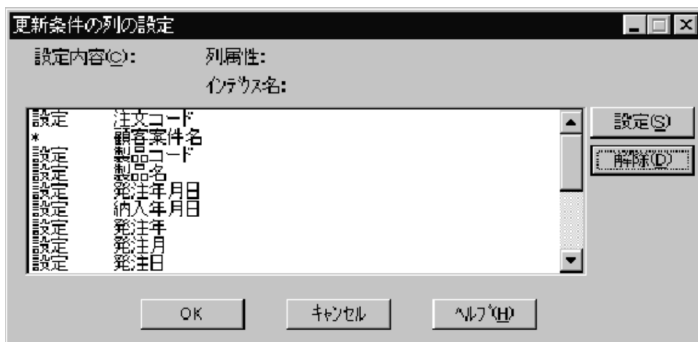 更新条件の列の設定
設定内容(C):　列属性:
ｲﾝﾃﾞｸｽ名:
設定　注文コード
*　顧客案件名
設定　製品コード
設定　製品名
設定　発注年月日
設定　納入年月日
設定　発注年
設定　発注月
設定　発注日
設定(S)
解除(D)
OK　ｷｬﾝｾﾙ　ﾍﾙﾌﾟ(H)